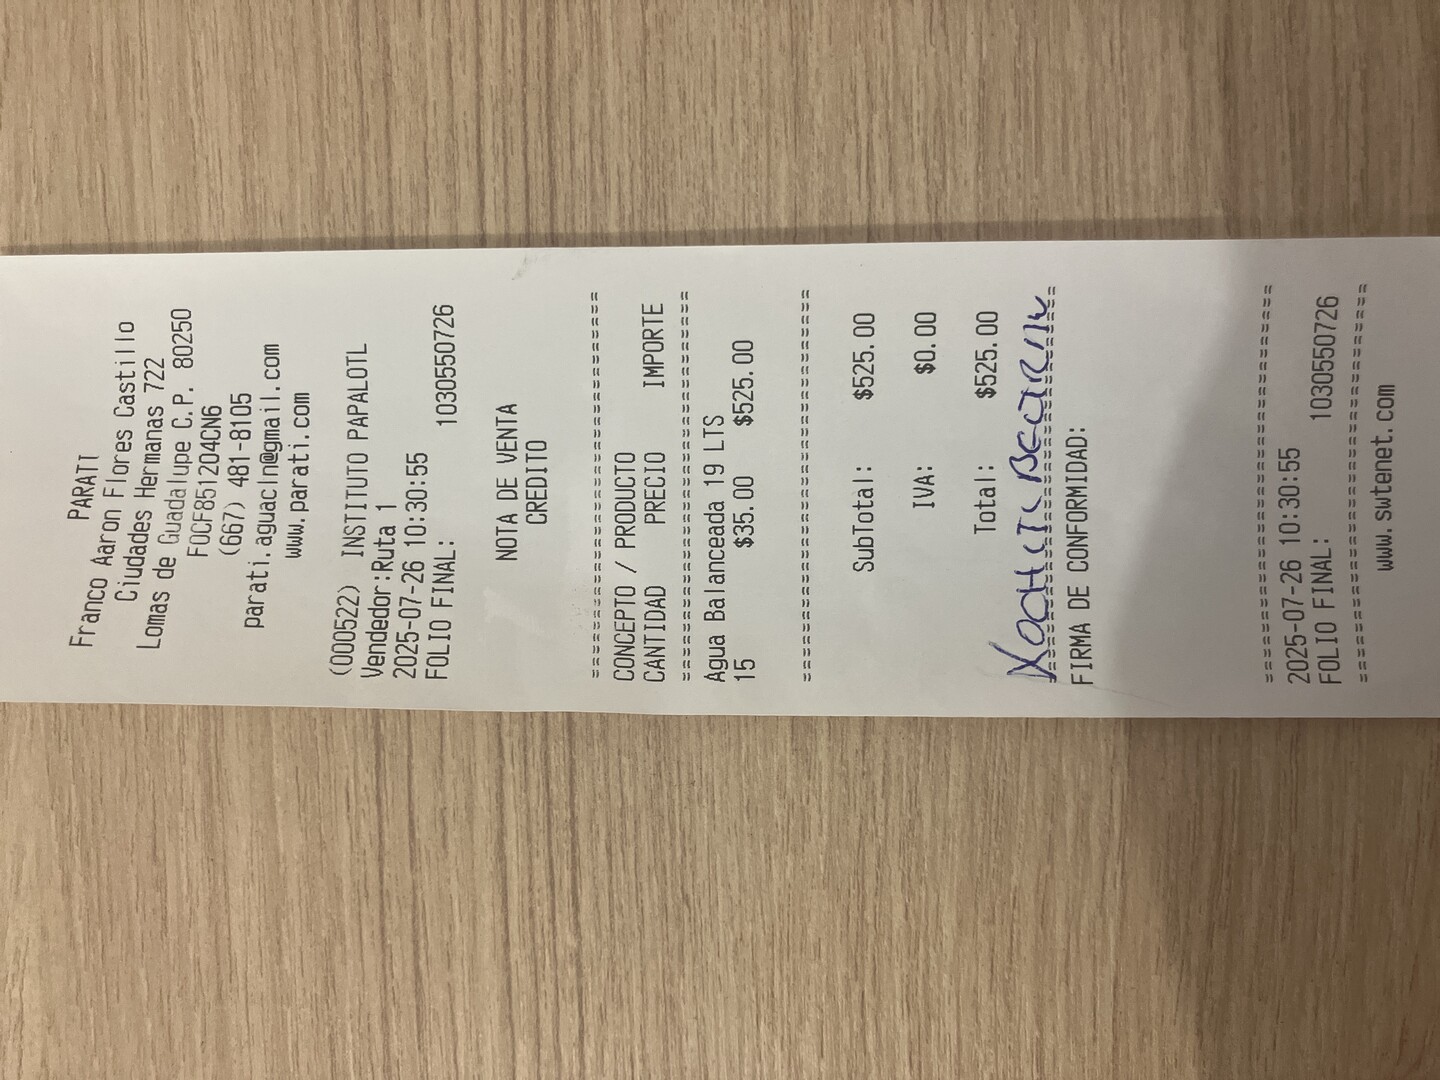 PARATI
Franco Aaron Flores Castillo
Ciudades Hermanas 722
Lomas de Guadalupe C.P. 80250
FOCF851204CN6
(667) 481-8105
parati.aguacln@gmail.com
www.parati.com
(000522) INSTITUTO PAPALOTL
Vendedor:Ruta 1
2025-07-26 10:30:55
FOLIO FINAL: 1030550726
NOTA DE VENTA
CREDITO
================================
CONCEPTO / PRODUCTO
CANTIDAD PRECIO IMPORTE
================================
Agua Balanceada 19 LTS
15 $35.00 $525.00
================================
SubTotal: $525.00
IVA: $0.00
Total: $525.00
================================
FIRMA DE CONFORMIDAD:
================================
2025-07-26 10:30:55
FOLIO FINAL: 1030550726
================================
www.swtenet.com